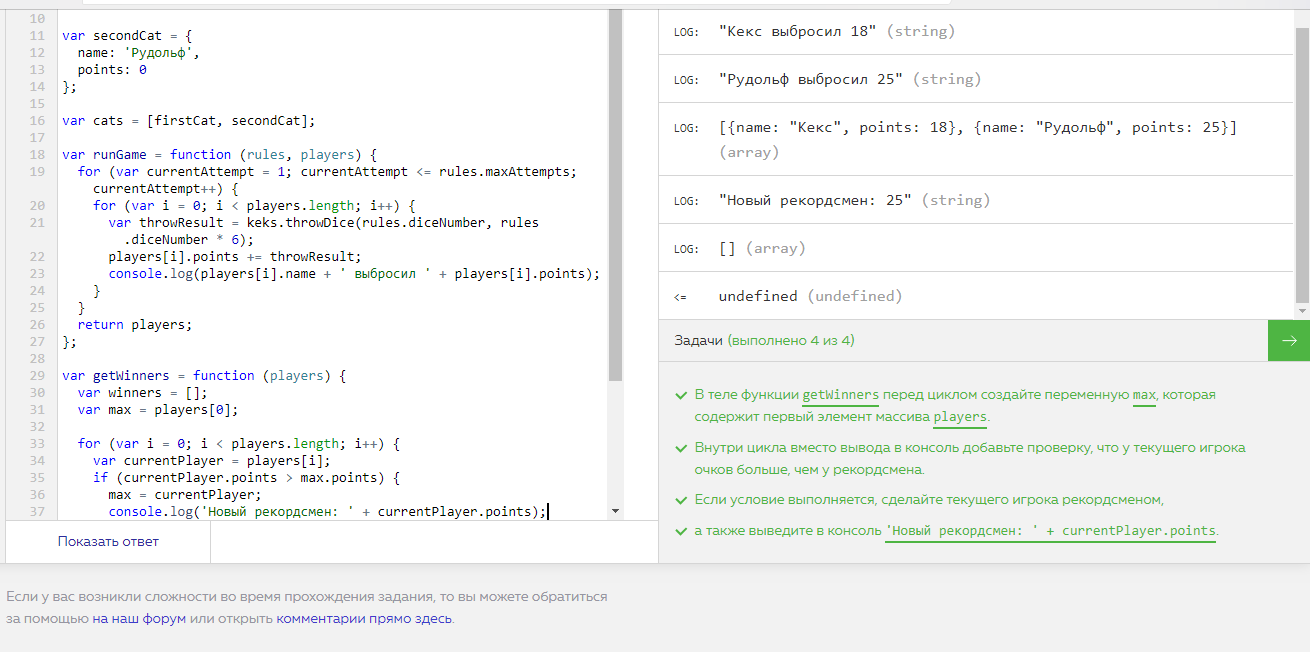 10
11 var secondCat = {
12   name: 'Рудольф',
13   points: 0
14 };
15
16 var cats = [firstCat, secondCat];
17
18 var runGame = function (rules, players) {
19   for (var currentAttempt = 1; currentAttempt <= rules.maxAttempts;
    currentAttempt++) {
20     for (var i = 0; i < players.length; i++) {
21       var throwResult = keks.throwDice(rules.diceNumber, rules
        .diceNumber * 6);
22       players[i].points += throwResult;
23       console.log(players[i].name + ' выбросил ' + players[i].points);
24     }
25   }
26   return players;
27 };
28
29 var getWinners = function (players) {
30   var winners = [];
31   var max = players[0];
32
33   for (var i = 0; i < players.length; i++) {
34     var currentPlayer = players[i];
35     if (currentPlayer.points > max.points) {
36       max = currentPlayer;
37       console.log('Новый рекордсмен: ' + currentPlayer.points);
Показать ответ
LOG: "Кекс выбросил 18" (string)
LOG: "Рудольф выбросил 25" (string)
LOG: [{name: "Кекс", points: 18}, {name: "Рудольф", points: 25}]
(array)
LOG: "Новый рекордсмен: 25" (string)
LOG: [] (array)
<= undefined (undefined)
Задачи (выполнено 4 из 4)
В теле функции getWinners перед циклом создайте переменную max, которая
содержит первый элемент массива players.
Внутри цикла вместо вывода в консоль добавьте проверку, что у текущего игрока
очков больше, чем у рекордсмена.
Если условие выполняется, сделайте текущего игрока рекордсменом,
а также выведите в консоль 'Новый рекордсмен: ' + currentPlayer.points.
Если у вас возникли сложности во время прохождения задания, то вы можете обратиться
за помощью на наш форум или открыть комментарии прямо здесь.